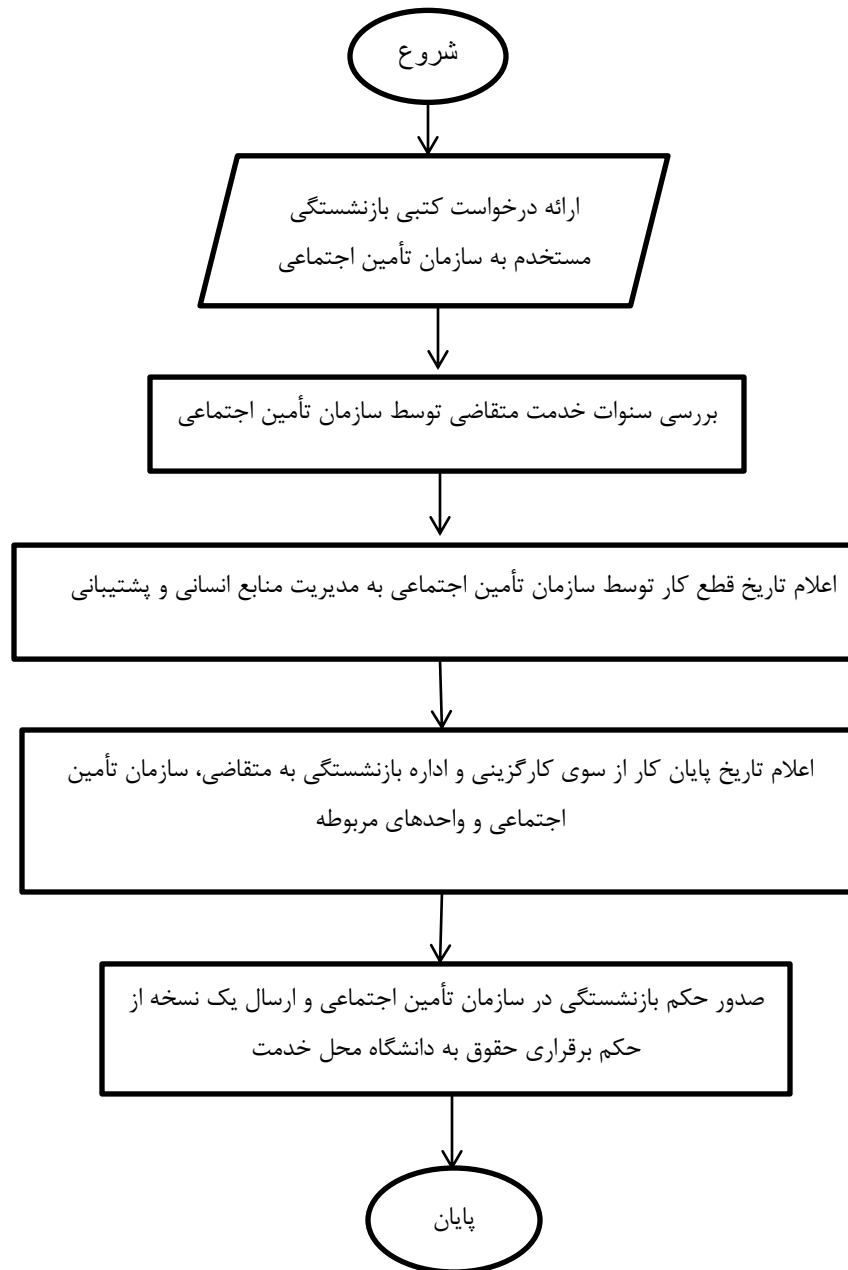 شروع
ارائه درخواست کتبی بازنشستگی
مستخدم به سازمان تأمین اجتماعی
بررسی سنوات خدمت متقاضی توسط سازمان تأمین اجتماعی
اعلام تاریخ قطع کار توسط سازمان تأمین اجتماعی به مدیریت منابع انسانی و پشتیبانی
اعلام تاریخ پایان کار از سوی کارگزینی و اداره بازنشستگی به متقاضی، سازمان تأمین
اجتماعی و واحدهای مربوطه
صدور حکم بازنشستگی در سازمان تأمین اجتماعی و ارسال یک نسخه از
حکم برقراری حقوق به دانشگاه محل خدمت
پایان